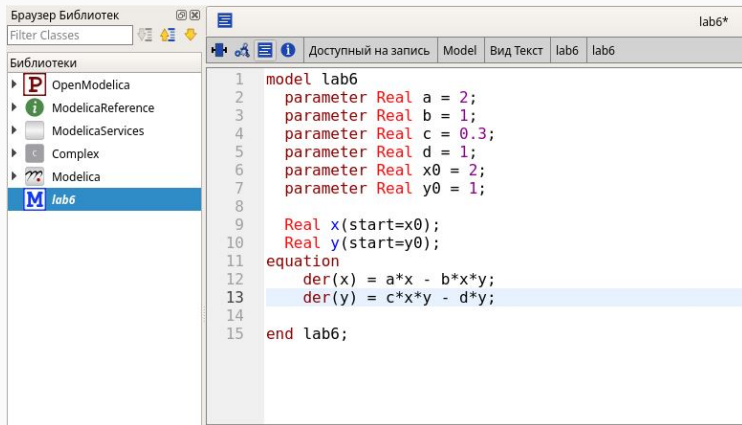 Браузер Библиотек
Filter Classes
Библиотеки
P OpenModelica
i ModelicaReference
ModelicaServices
C Complex
m Modelica
M lab6
lab6*
Доступный на запись Model Вид Текст lab6 lab6
1 model lab6
2   parameter Real a = 2;
3   parameter Real b = 1;
4   parameter Real c = 0.3;
5   parameter Real d = 1;
6   parameter Real x0 = 2;
7   parameter Real y0 = 1;
8
9   Real x(start=x0);
10   Real y(start=y0);
11 equation
12     der(x) = a*x - b*x*y;
13     der(y) = c*x*y - d*y;
14
15 end lab6;